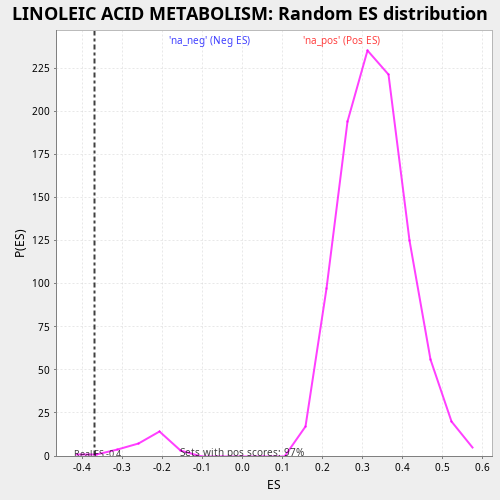 LINOLEIC ACID METABOLISM: Random ES distribution
'na_neg' (Neg ES) 'na_pos' (Pos ES)
225
200
175
150
125
100
75
50
25
0
P(ES)
Real ES -0.4 Sets with pos scores: 97%
-0.4 -0.3 -0.2 -0.1 0.0 0.1 0.2 0.3 0.4 0.5 0.6
ES